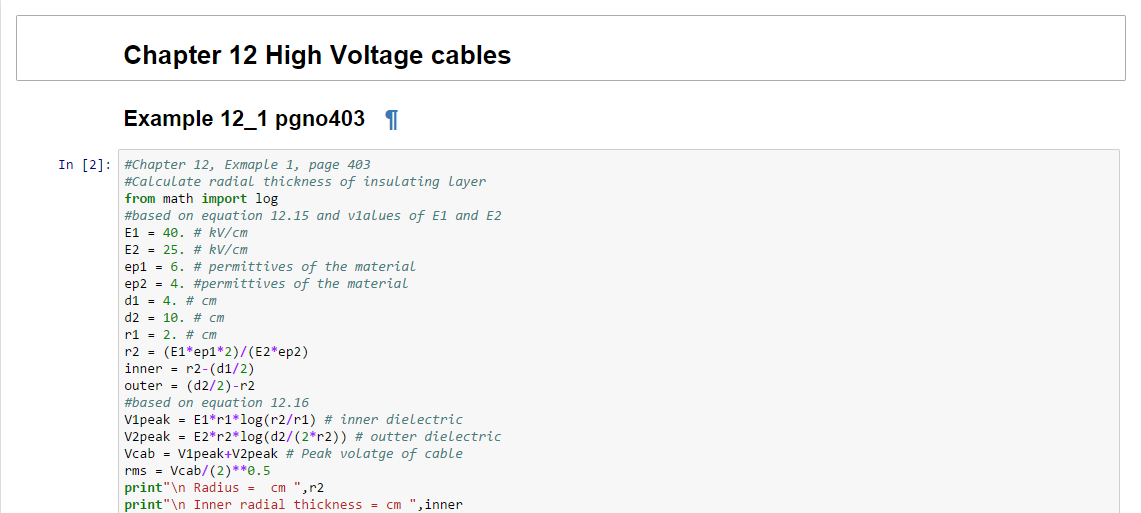 Chapter 12 High Voltage cables
Example 12_1 pgno403 ¶
In [2]: #Chapter 12, Exmaple 1, page 403
#Calculate radial thickness of insulating layer
from math import log
#based on equation 12.15 and v1alues of E1 and E2
E1 = 40. # kV/cm
E2 = 25. # kV/cm
ep1 = 6. # permittives of the material
ep2 = 4. #permittives of the material
d1 = 4. # cm
d2 = 10. # cm
r1 = 2. # cm
r2 = (E1*ep1*2)/(E2*ep2)
inner = r2-(d1/2)
outer = (d2/2)-r2
#based on equation 12.16
V1peak = E1*r1*log(r2/r1) # inner dielectric
V2peak = E2*r2*log(d2/(2*r2)) # outter dielectric
Vcab = V1peak+V2peak # Peak volatge of cable
rms = Vcab/(2)**0.5
print"\n Radius =  cm ",r2
print"\n Inner radial thickness = cm ",inner